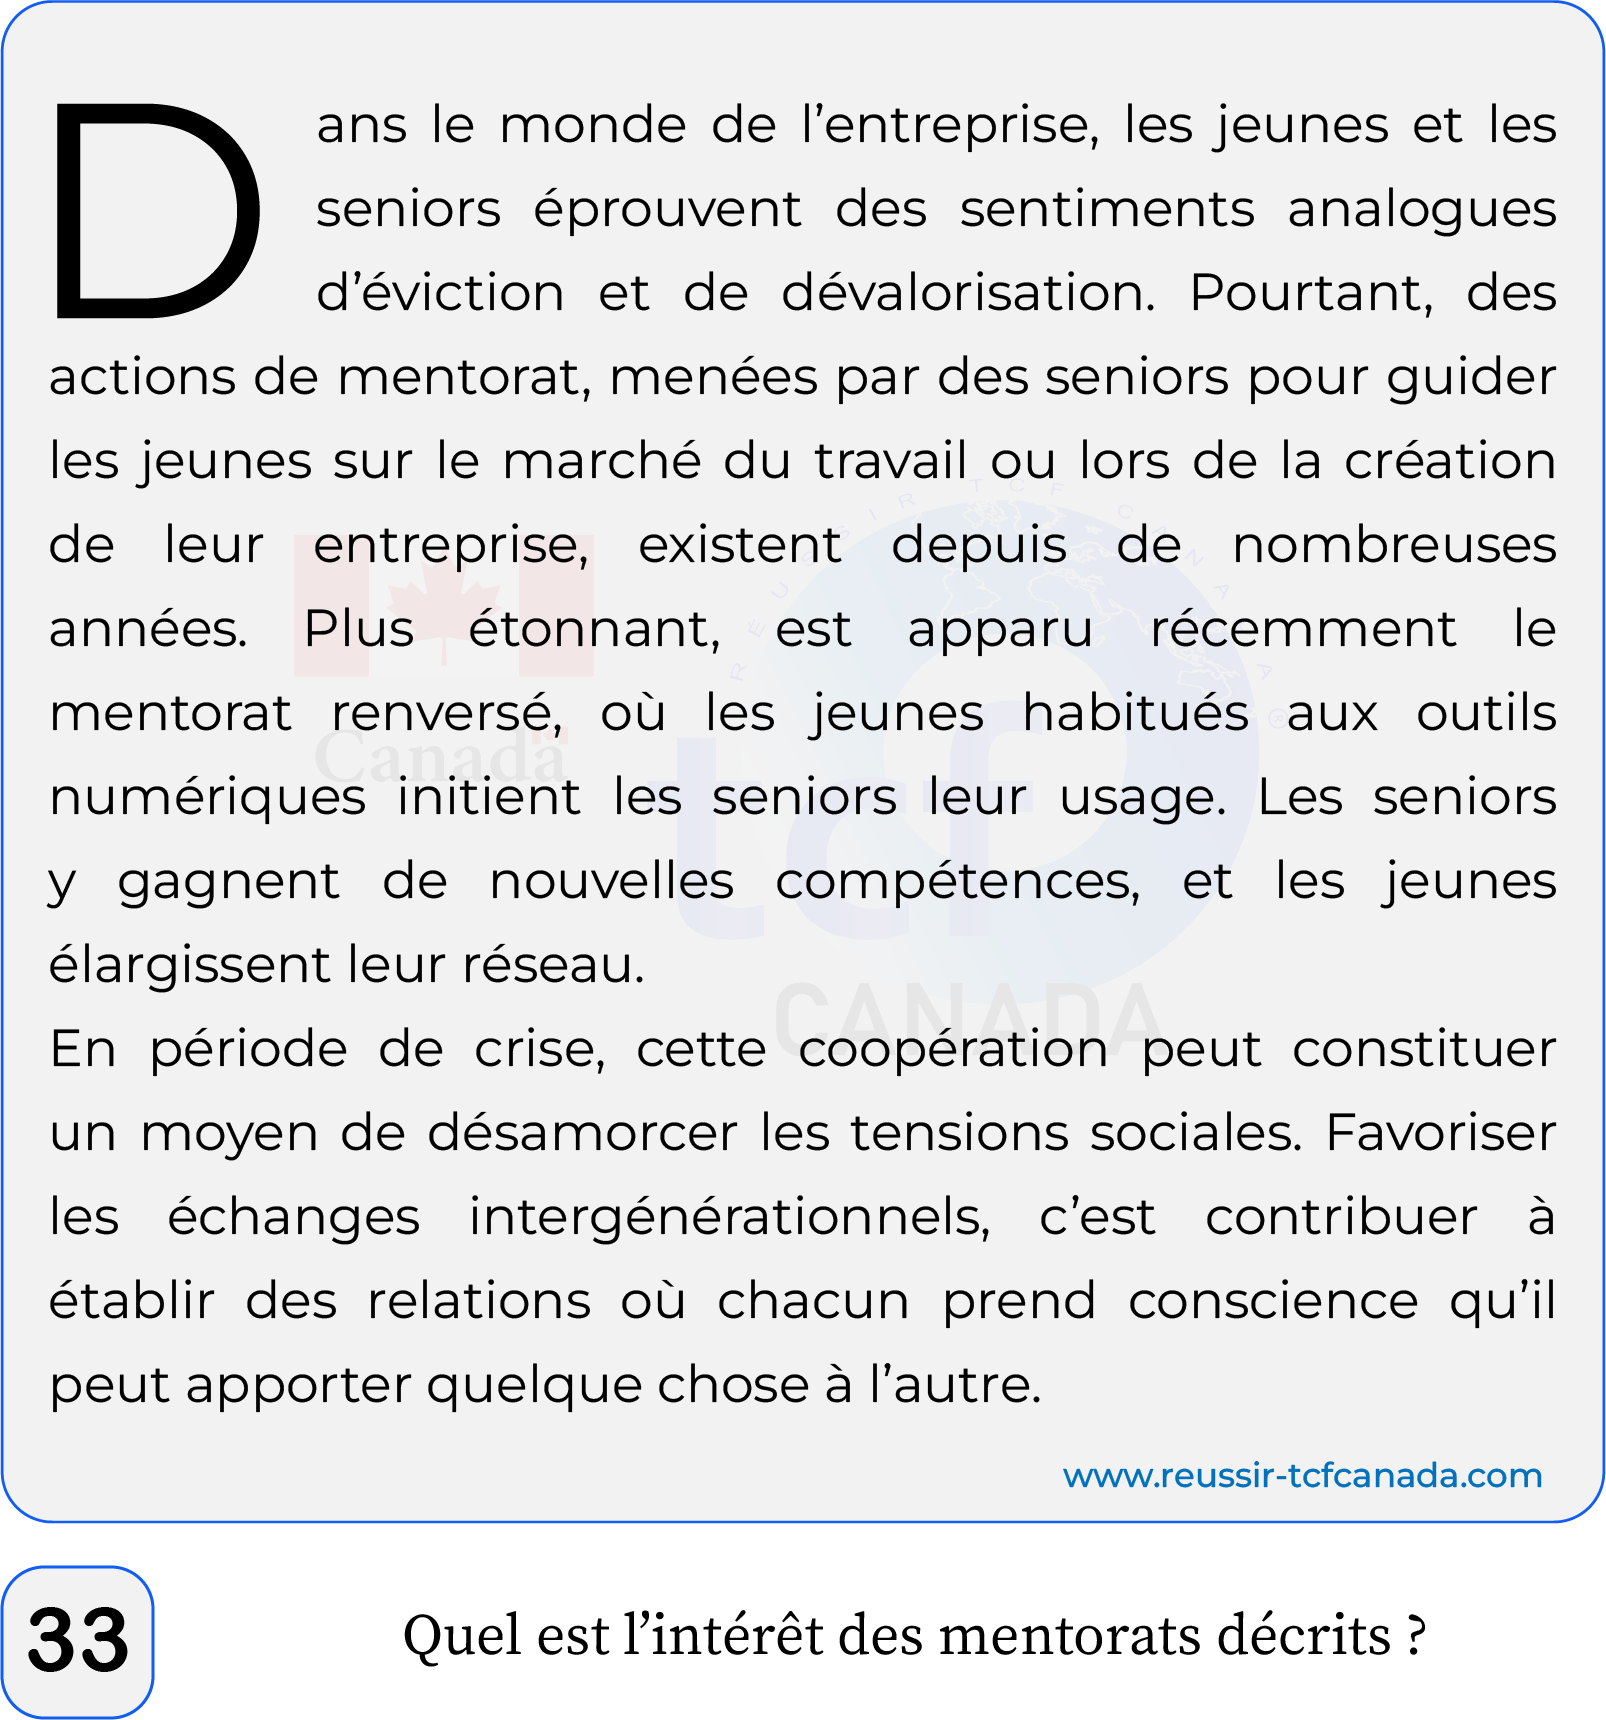 Dans le monde de l’entreprise, les jeunes et les
seniors éprouvent des sentiments analogues
d’éviction et de dévalorisation. Pourtant, des
actions de mentorat, menées par des seniors pour guider
les jeunes sur le marché du travail ou lors de la création
de leur entreprise, existent depuis de nombreuses
années. Plus étonnant, est apparu récemment le
mentorat renversé, où les jeunes habitués aux outils
numériques initient les seniors leur usage. Les seniors
y gagnent de nouvelles compétences, et les jeunes
élargissent leur réseau.
En période de crise, cette coopération peut constituer
un moyen de désamorcer les tensions sociales. Favoriser
les échanges intergénérationnels, c’est contribuer à
établir des relations où chacun prend conscience qu’il
peut apporter quelque chose à l’autre.
RÉUSSIR TCF CANADA ®
Canada
tcf
CANADA
www.reussir-tcfcanada.com
33
Quel est l’intérêt des mentorats décrits ?